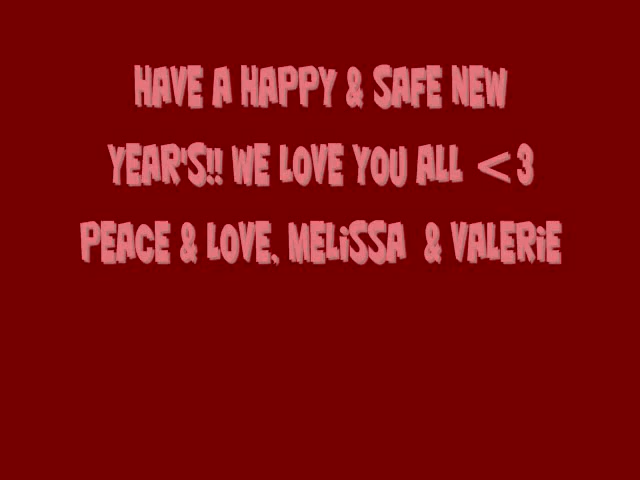 HAVE A HAPPY & SAFE NEW
YEAR'S!! WE LOVE YOU ALL <3
PEACE & LOVE, MELiSSA & VALERiE